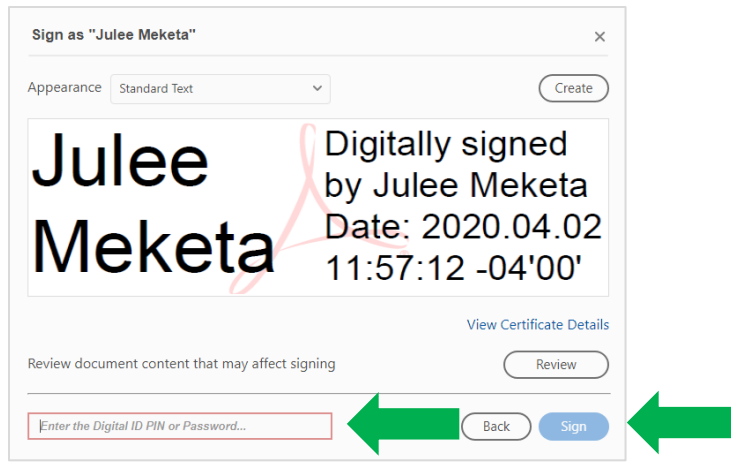 Sign as "Julee Meketa"
Appearance Standard Text Create
Julee
Meketa
Digitally signed
by Julee Meketa
Date: 2020.04.02
11:57:12 -04'00'
View Certificate Details
Review document content that may affect signing Review
Enter the Digital ID PIN or Password... Back Sign